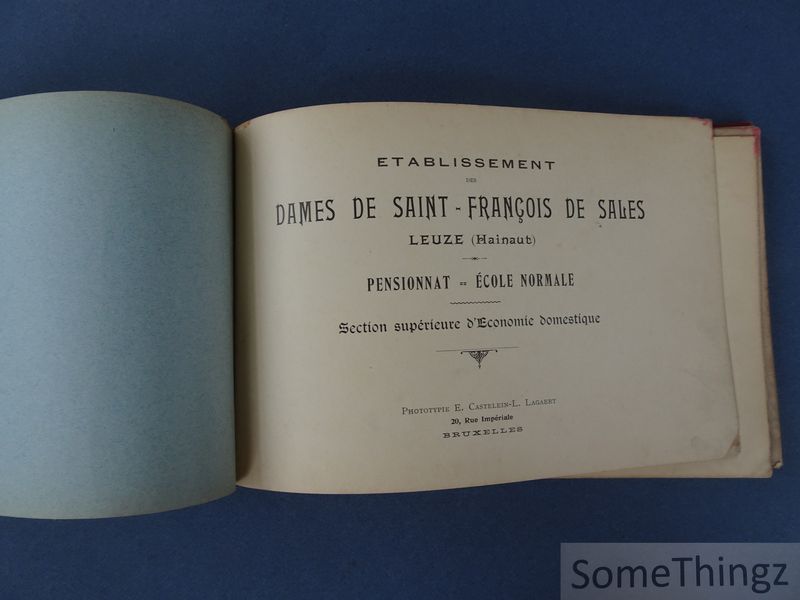 ETABLISSEMENT
DES
DAMES DE SAINT-FRANÇOIS DE SALES
LEUZE (Hainaut)
PENSIONNAT = ÉCOLE NORMALE
Section supérieure d'Economie domestique
PHOTOTYPIE E. CASTELEIN-L. LAGAERT
20, Rue Impériale
BRUXELLES
SomeThingz